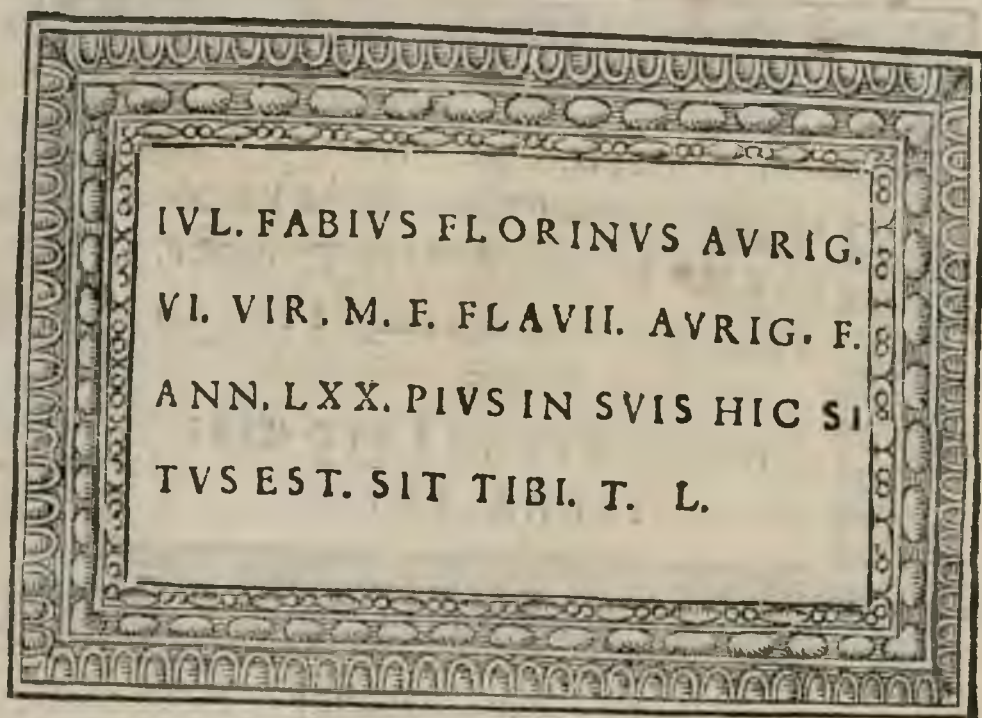 IVL. FABIVS FLORINVS AVRIG.
VI. VIR. M. F. FLAVII. AVRIG. F.
ANN. LXX. PIVS IN SVIS HIC SI
TVS EST. SIT TIBI. T. L.